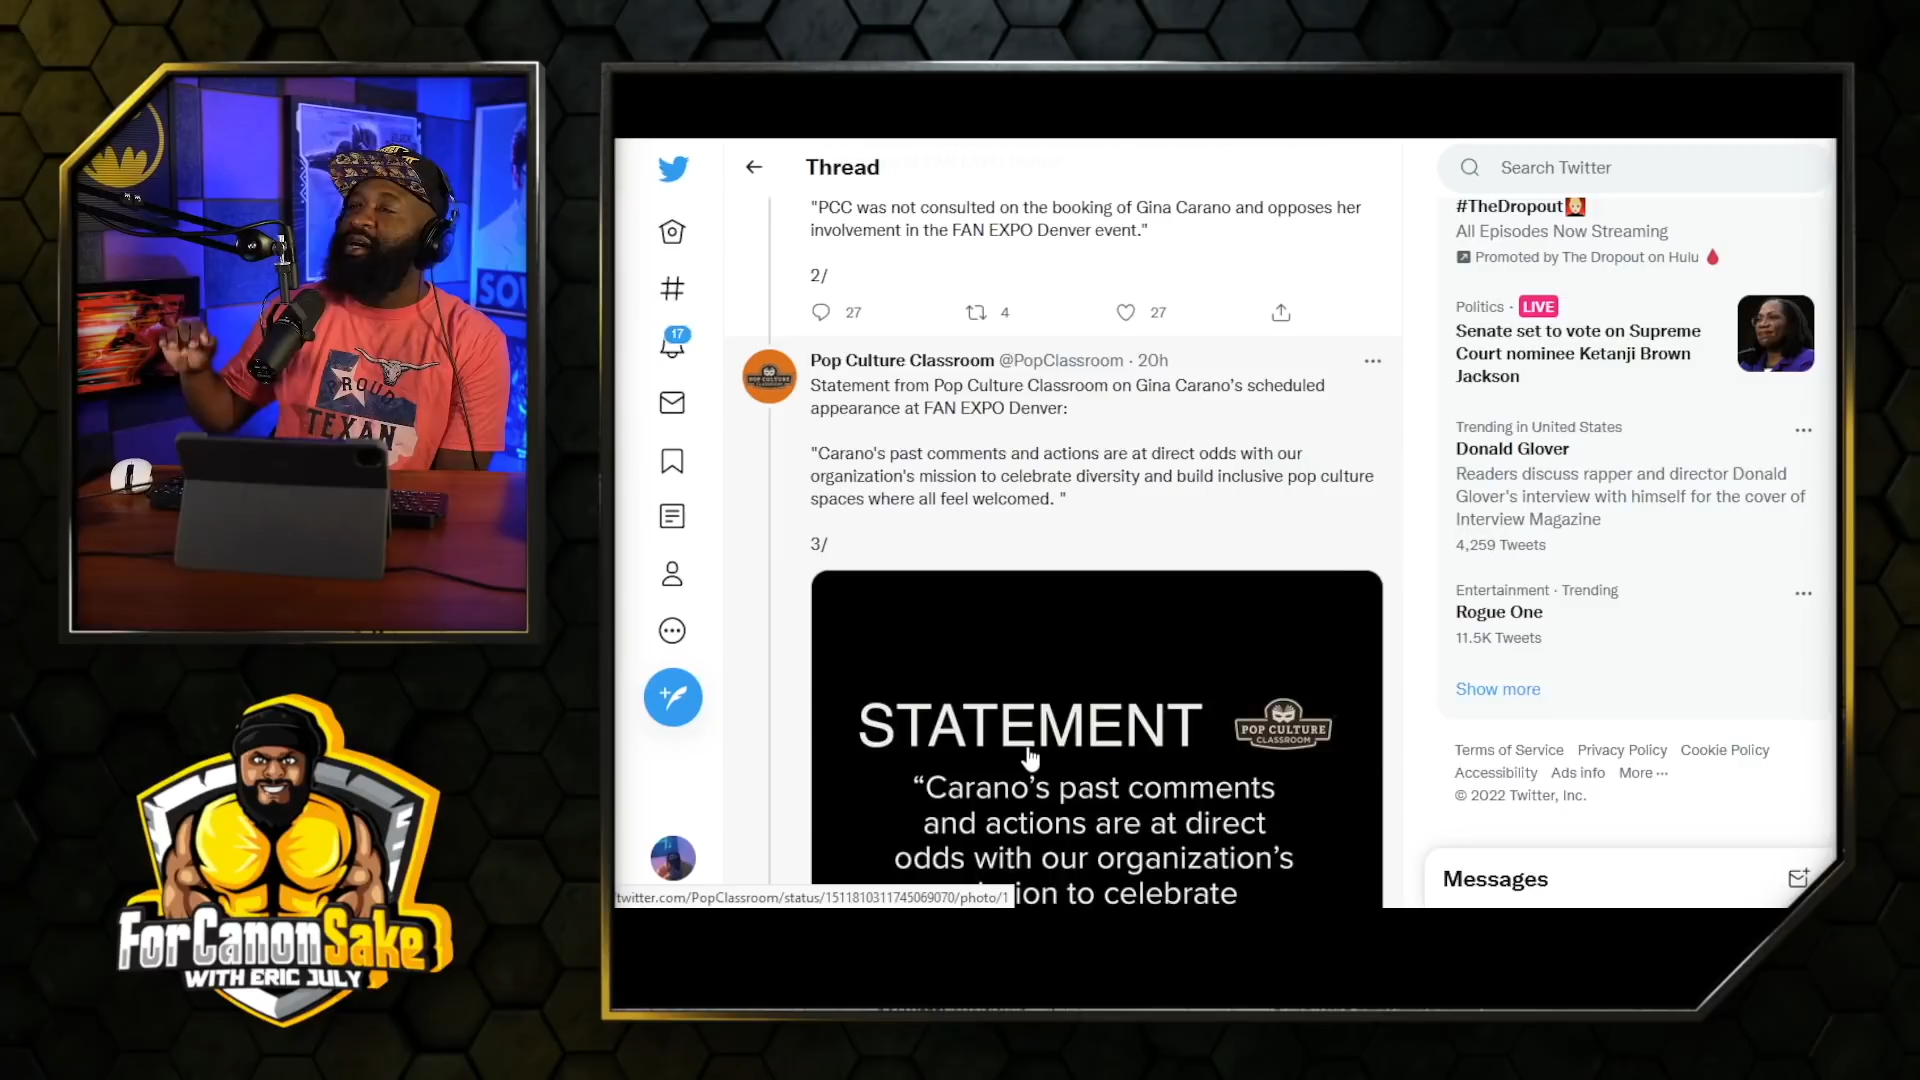 PROUD
TEXAN
ForCanonSake
WITH ERIC JULY
Thread
"PCC was not consulted on the booking of Gina Carano and opposes her
involvement in the FAN EXPO Denver event."
2/
27
4
27
17
Pop Culture Classroom @PopClassroom · 20h
Statement from Pop Culture Classroom on Gina Carano's scheduled
appearance at FAN EXPO Denver:
"Carano's past comments and actions are at direct odds with our
organization's mission to celebrate diversity and build inclusive pop culture
spaces where all feel welcomed. "
3/
STATEMENT
POP CULTURE
CLASSROOM
“Carano’s past comments
and actions are at direct
odds with our organization’s
ion to celebrate
twitter.com/PopClassroom/status/1511810311745069070/photo/1
Search Twitter
#TheDropout
All Episodes Now Streaming
Promoted by The Dropout on Hulu
Politics · LIVE
Senate set to vote on Supreme
Court nominee Ketanji Brown
Jackson
Trending in United States
Donald Glover
Readers discuss rapper and director Donald
Glover's interview with himself for the cover of
Interview Magazine
4,259 Tweets
Entertainment · Trending
Rogue One
11.5K Tweets
Show more
Terms of Service Privacy Policy Cookie Policy
Accessibility Ads info More ···
© 2022 Twitter, Inc.
Messages